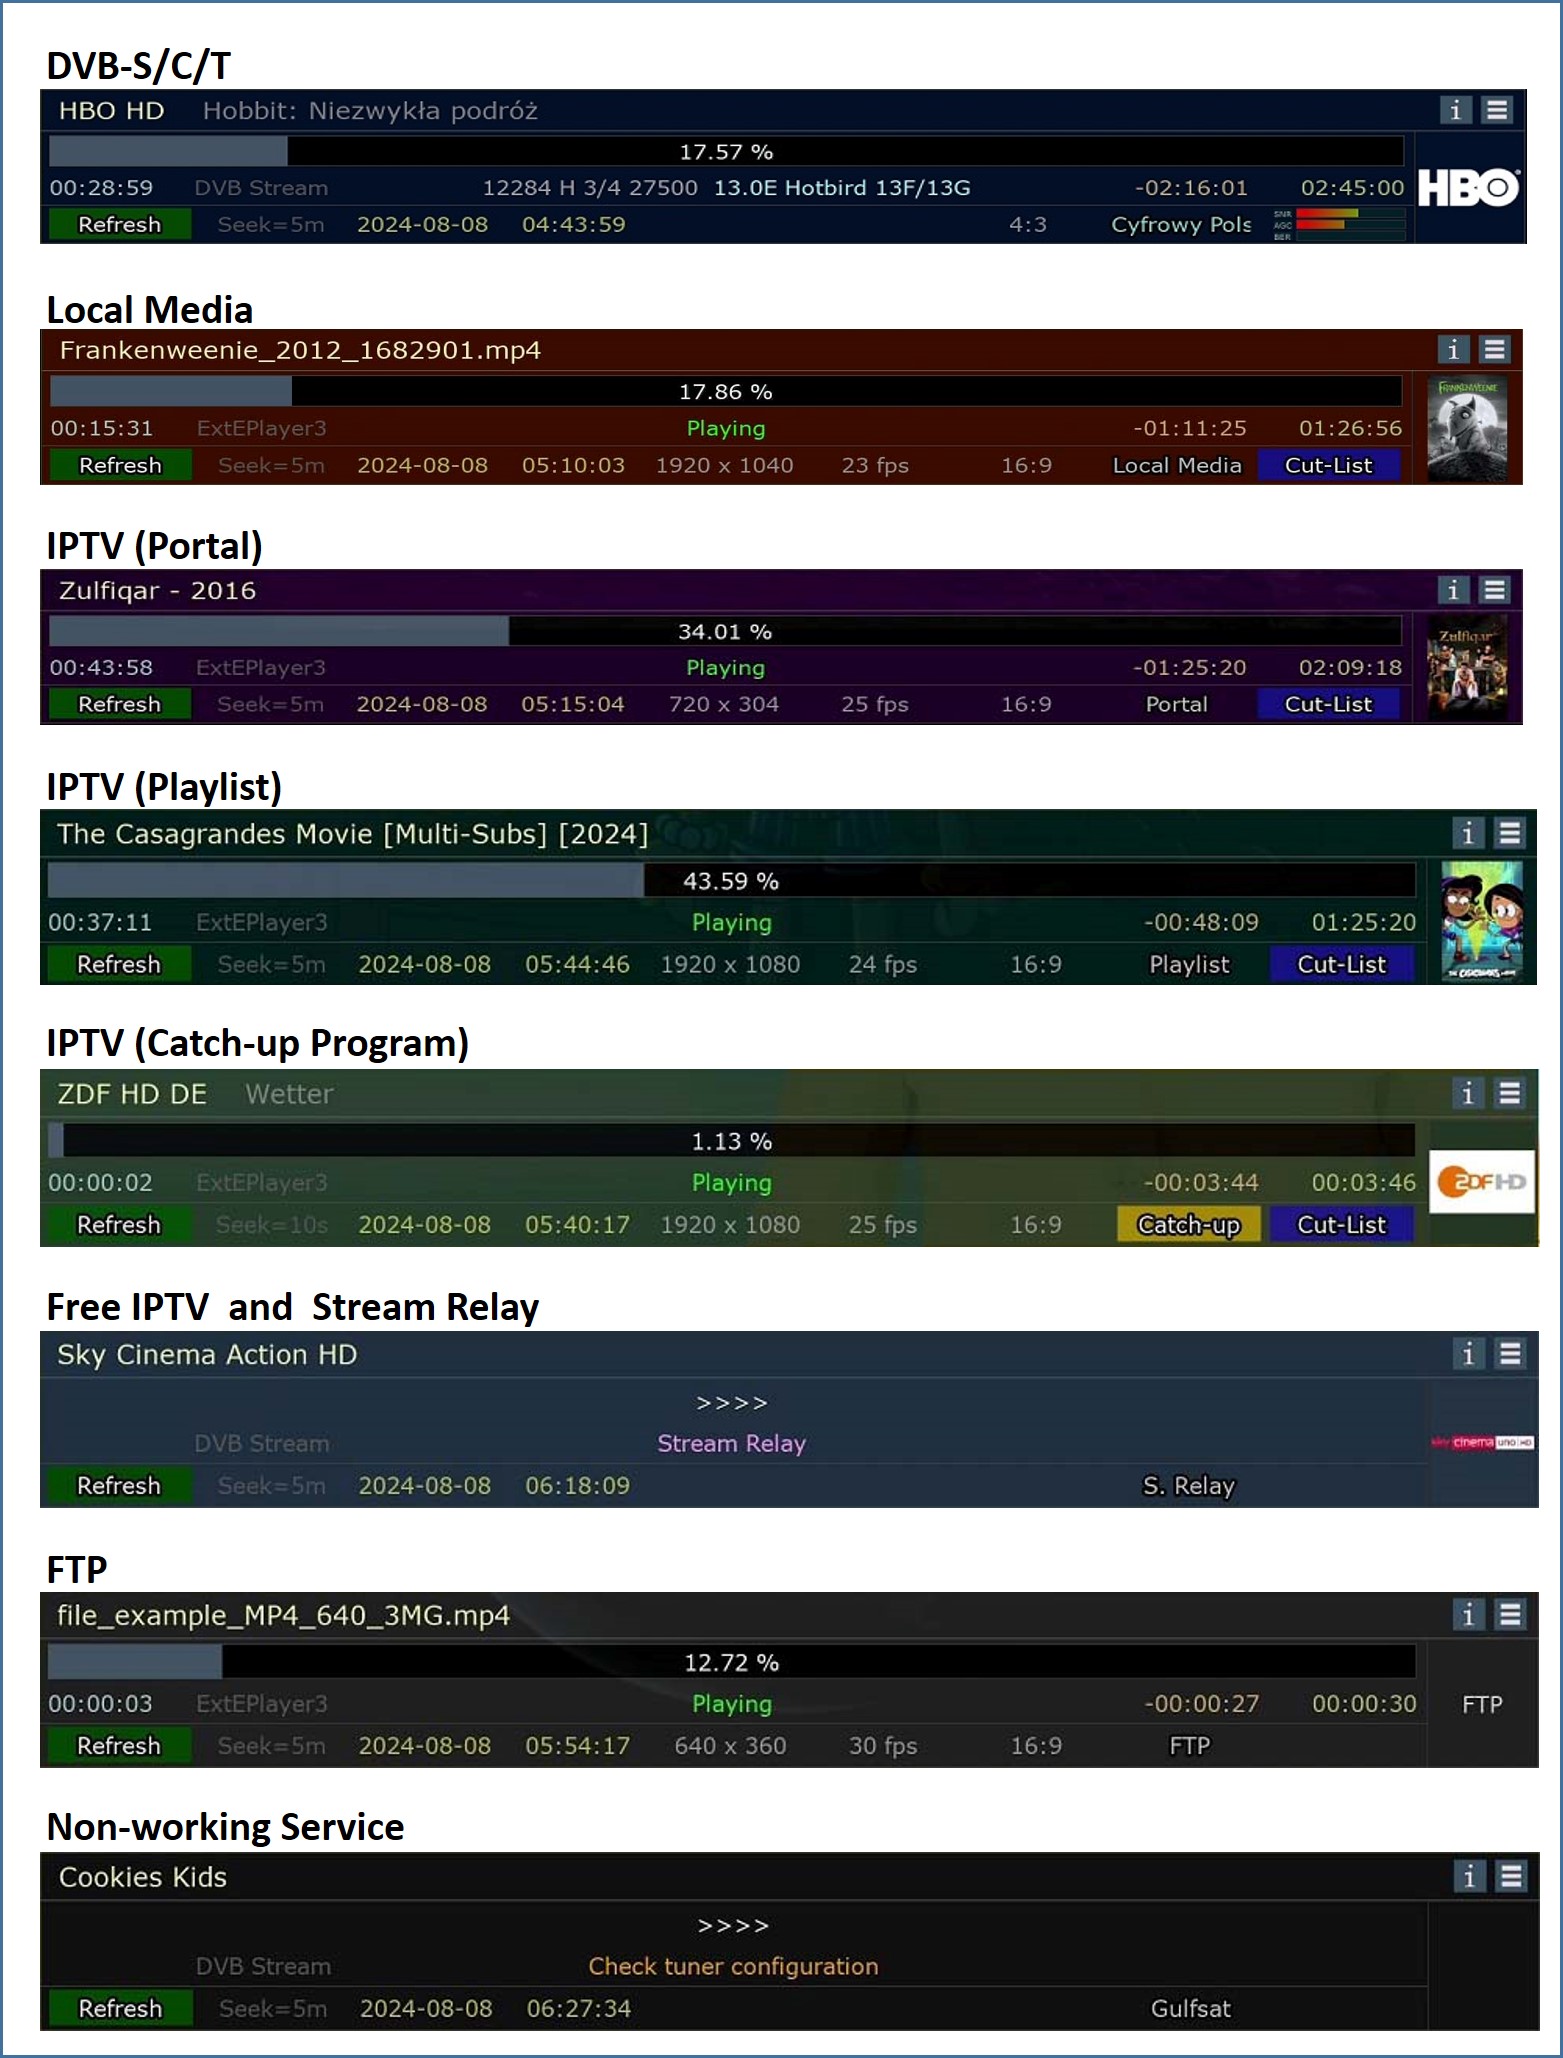 DVB-S/C/T
HBO HD Hobbit: Niezwykła podróż i
17.57 %
00:28:59 DVB Stream 12284 H 3/4 27500 13.0E Hotbird 13F/13G -02:16:01 02:45:00 HBO
Refresh Seek=5m 2024-08-08 04:43:59 4:3 Cyfrowy Pols SNR
AGC
BER
Local Media
Frankenweenie_2012_1682901.mp4 i
17.86 % FRANKENWEENIE
00:15:31 ExtEPlayer3 Playing -01:11:25 01:26:56
Refresh Seek=5m 2024-08-08 05:10:03 1920 x 1040 23 fps 16:9 Local Media Cut-List
IPTV (Portal)
Zulfiqar - 2016 i
34.01 % Zulfiqar
00:43:58 ExtEPlayer3 Playing -01:25:20 02:09:18
Refresh Seek=5m 2024-08-08 05:15:04 720 x 304 25 fps 16:9 Portal Cut-List
IPTV (Playlist)
The Casagrandes Movie [Multi-Subs] [2024] i
43.59 %
00:37:11 ExtEPlayer3 Playing -00:48:09 01:25:20
Refresh Seek=5m 2024-08-08 05:44:46 1920 x 1080 24 fps 16:9 Playlist Cut-List
IPTV (Catch-up Program)
ZDF HD DE Wetter i
1.13 %
00:00:02 ExtEPlayer3 Playing -00:03:44 00:03:46 ZDFHD
Refresh Seek=10s 2024-08-08 05:40:17 1920 x 1080 25 fps 16:9 Catch-up Cut-List
Free IPTV and Stream Relay
Sky Cinema Action HD i
>>>>
DVB Stream Stream Relay sky cinema uno HD
Refresh Seek=5m 2024-08-08 06:18:09 S. Relay
FTP
file_example_MP4_640_3MG.mp4 i
12.72 %
00:00:03 ExtEPlayer3 Playing -00:00:27 00:00:30 FTP
Refresh Seek=5m 2024-08-08 05:54:17 640 x 360 30 fps 16:9 FTP
Non-working Service
Cookies Kids i
>>>>
DVB Stream Check tuner configuration
Refresh Seek=5m 2024-08-08 06:27:34 Gulfsat